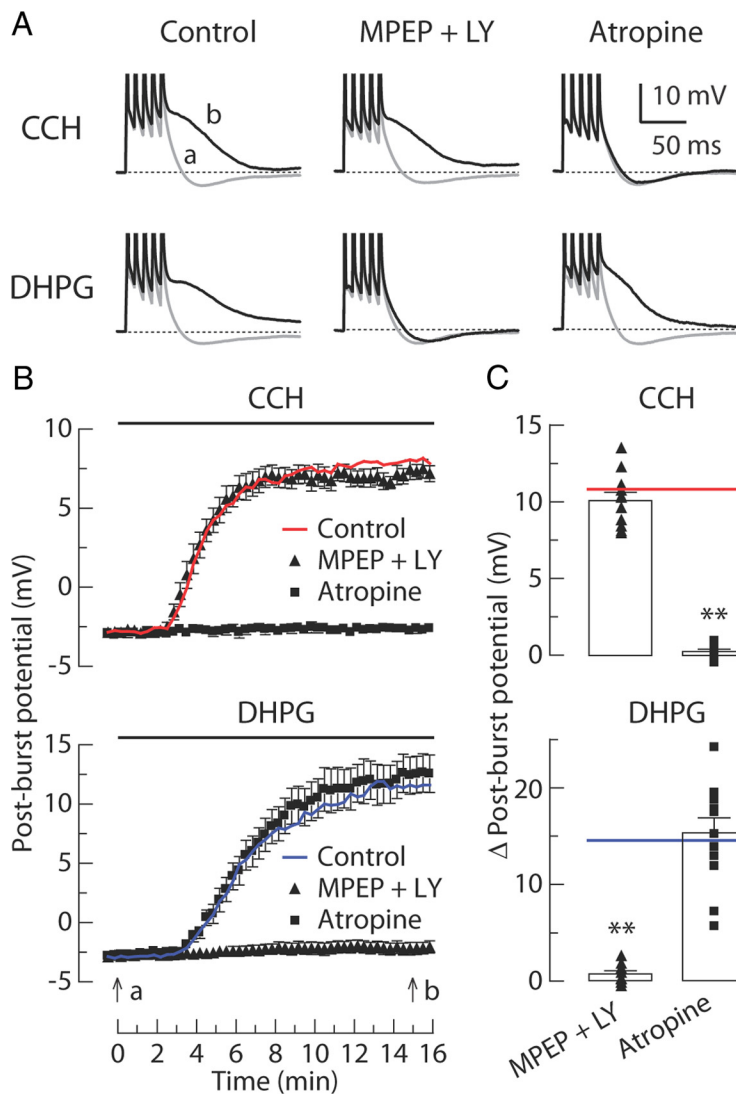 A
Control MPEP + LY Atropine
CCH
b
a
10 mV
50 ms
DHPG
B
CCH
Post-burst potential (mV)
10
5
0
-5
Control
MPEP + LY
Atropine
DHPG
15
10
5
0
-5
Control
MPEP + LY
Atropine
a
b
0 2 4 6 8 10 12 14 16
Time (min)
C
CCH
Δ Post-burst potential (mV)
15
10
5
0
**
DHPG
20
10
0
**
MPEP + LY
Atropine